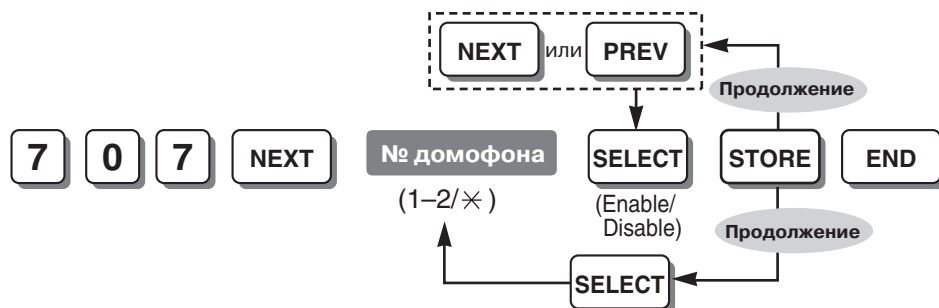 NEXT или PREV
Продолжение
7 0 7 NEXT № домофона SELECT STORE END
(1–2/✳)
(Enable/
Disable)
Продолжение
SELECT